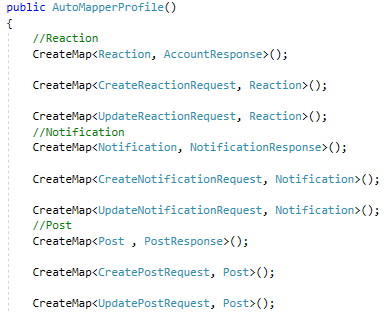 public AutoMapperProfile()
{
//Reaction
CreateMap<Reaction, AccountResponse>();
CreateMap<CreateReactionRequest, Reaction>();
CreateMap<UpdateReactionRequest, Reaction>();
//Notification
CreateMap<Notification, NotificationResponse>();
CreateMap<CreateNotificationRequest, Notification>();
CreateMap<UpdateNotificationRequest, Notification>();
//Post
CreateMap<Post , PostResponse>();
CreateMap<CreatePostRequest, Post>();
CreateMap<UpdatePostRequest, Post>();